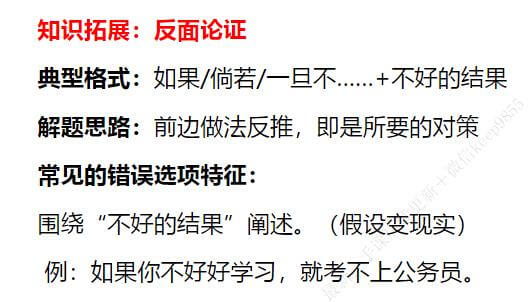 知识拓展：反面论证
典型格式：如果/倘若/一旦不……+不好的结果
解题思路：前边做法反推，即是所要的对策
常见的错误选项特征：
围绕“不好的结果”阐述。（假设变现实）
例：如果你不好好学习，就考不上公务员。